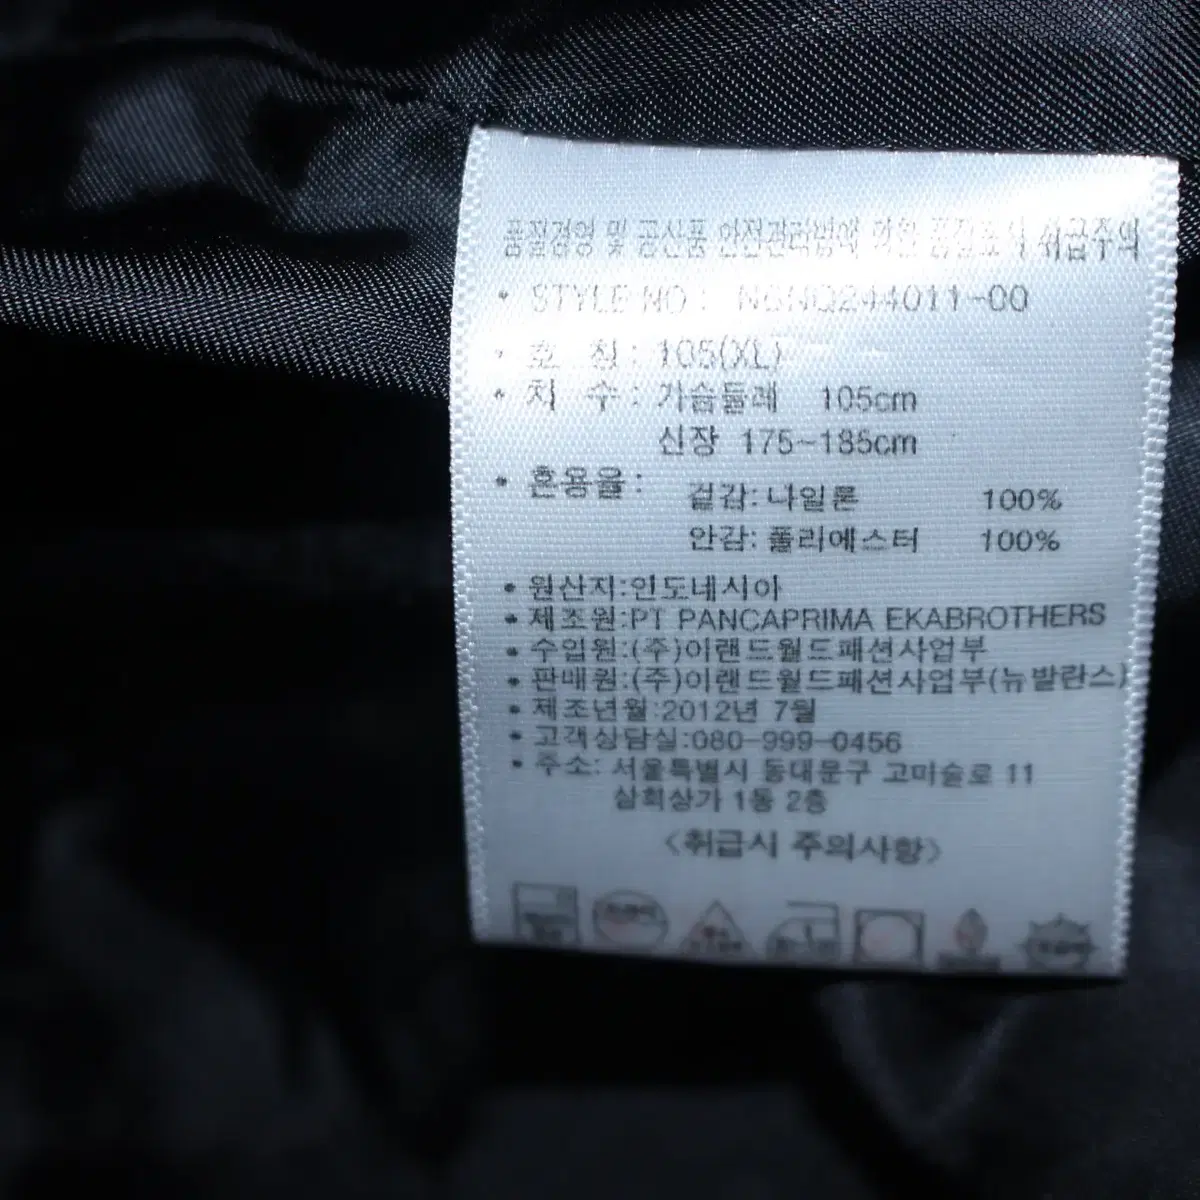 품질경영 및 공산품 안전관리법에 의한 품질표시 취급주의
• STYLE NO : N6NQ244011-00
• 호 칭 : 105(XL)
• 치 수 : 가슴둘레 105cm
신장 175~185cm
• 혼용율 : 겉감:나일론 100%
안감:폴리에스터 100%
• 원산지:인도네시아
• 제조원:PT PANCAPRIMA EKABROTHERS
• 수입원:(주)이랜드월드패션사업부
• 판매원:(주)이랜드월드패션사업부(뉴발란스)
• 제조년월:2012년 7월
• 고객상담실:080-999-0456
• 주소: 서울특별시 동대문구 고미술로 11
삼희상가 1동 2층
<취급시 주의사항>